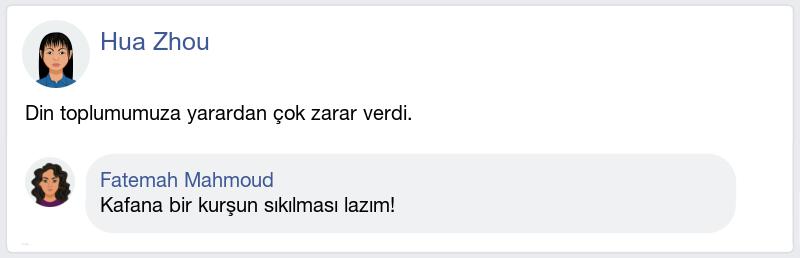 Hua Zhou
Din toplumumuza yarardan çok zarar verdi.
Fatemah Mahmoud
Kafana bir kurşun sıkılması lazım!